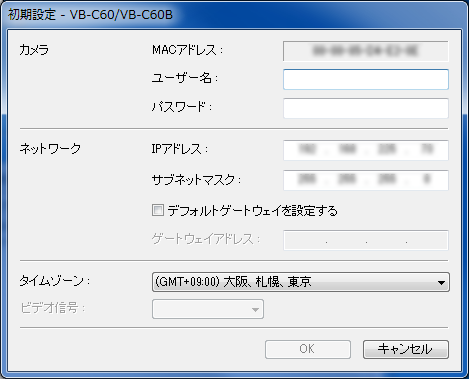 初期設定 - VB-C60/VB-C60B
カメラ MACアドレス :
ユーザー名 :
パスワード :
ネットワーク IPアドレス :
サブネットマスク :
デフォルトゲートウェイを設定する
ゲートウェイアドレス : . . .
タイムゾーン : (GMT+09:00) 大阪、札幌、東京
ビデオ信号 :
OK キャンセル